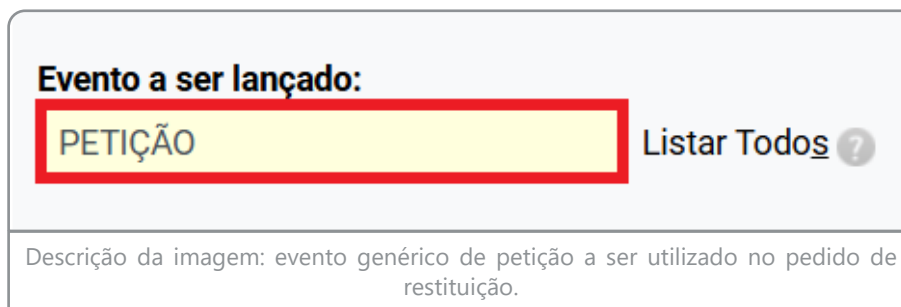 Evento a ser lançado:
PETIÇÃO
Listar Todos ?
Descrição da imagem: evento genérico de petição a ser utilizado no pedido de
restituição.